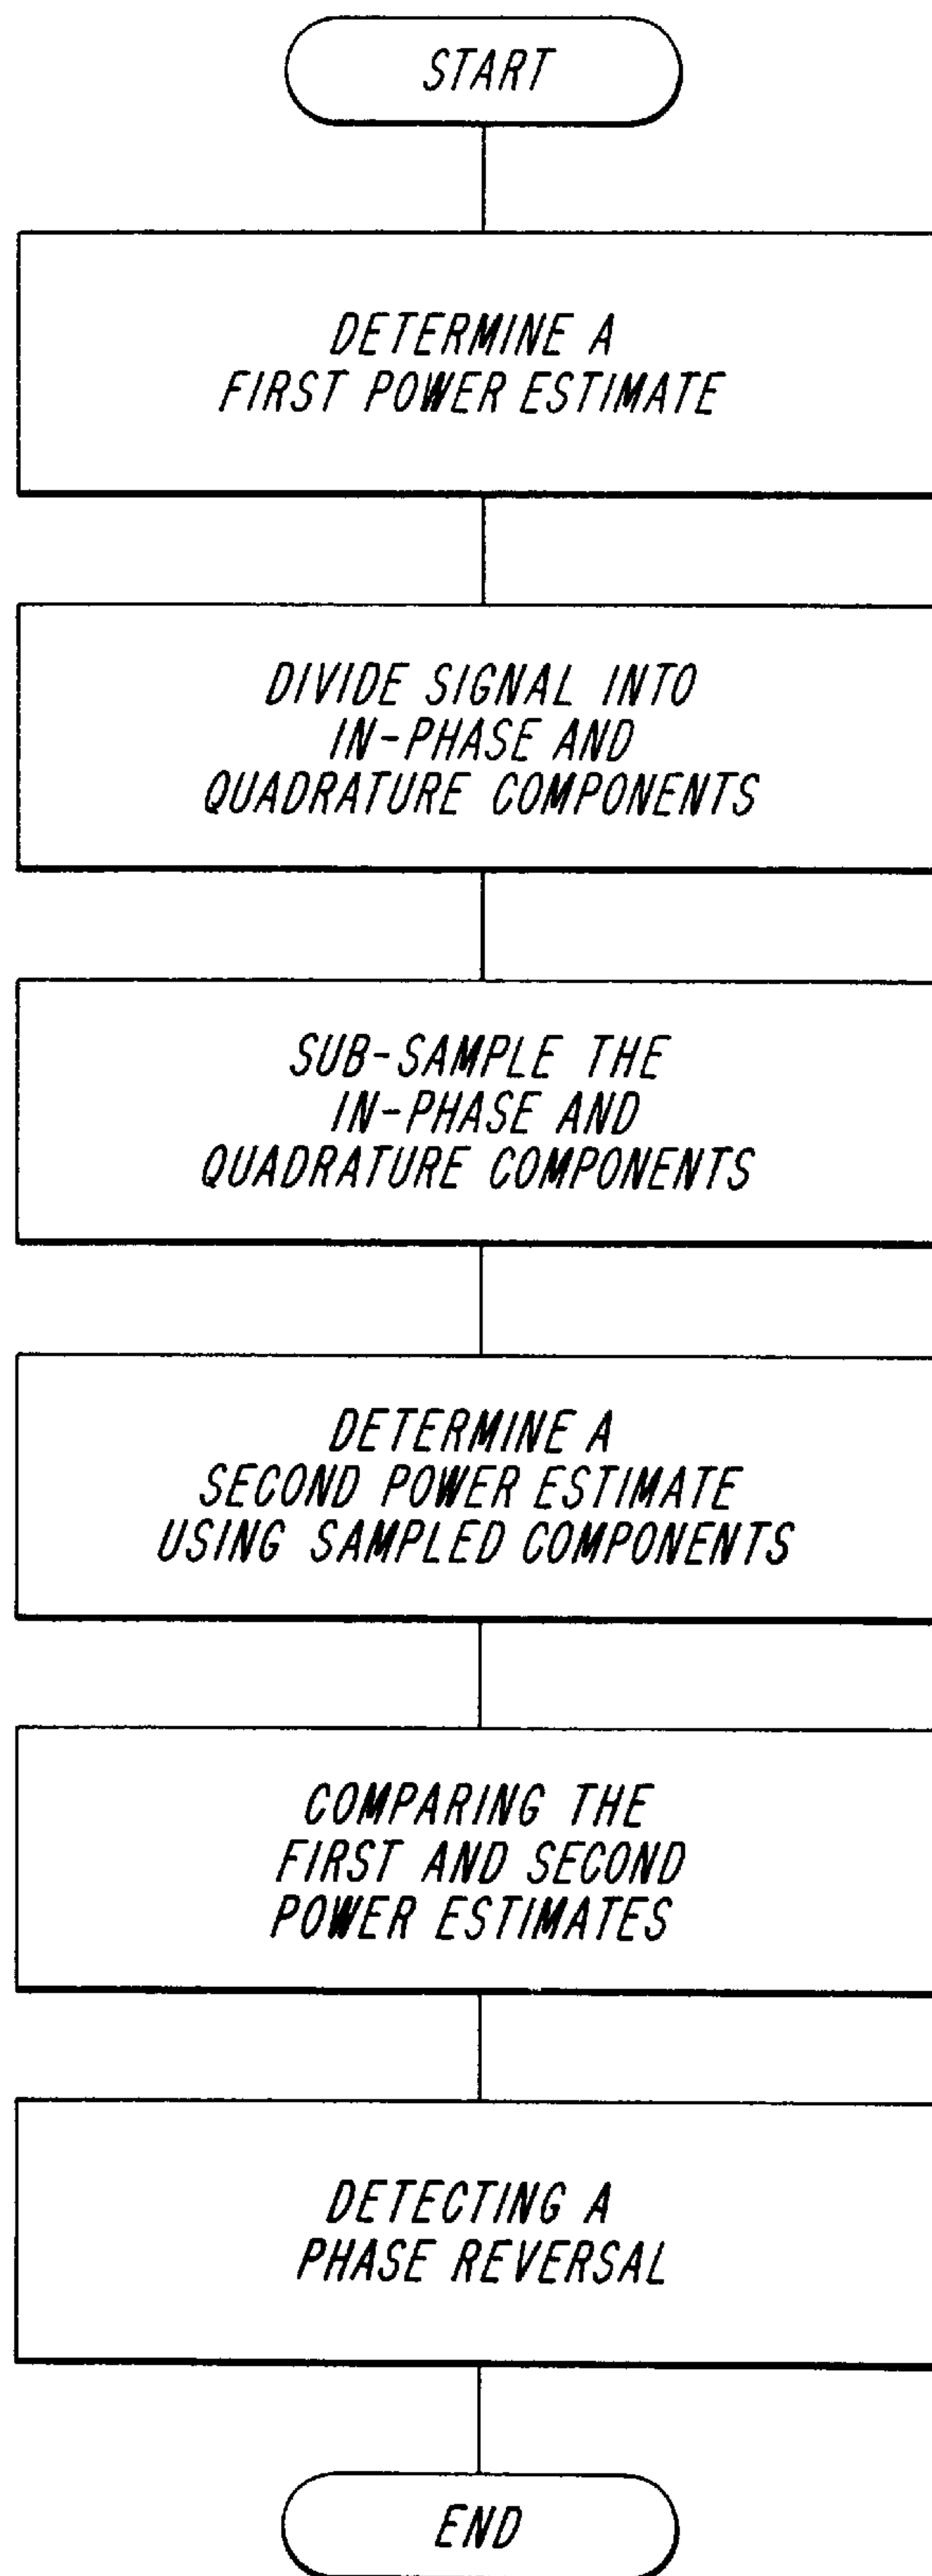 START
DETERMINE A
FIRST POWER ESTIMATE
DIVIDE SIGNAL INTO
IN-PHASE AND
QUADRATURE COMPONENTS
SUB-SAMPLE THE
IN-PHASE AND
QUADRATURE COMPONENTS
DETERMINE A
SECOND POWER ESTIMATE
USING SAMPLED COMPONENTS
COMPARING THE
FIRST AND SECOND
POWER ESTIMATES
DETECTING A
PHASE REVERSAL
END